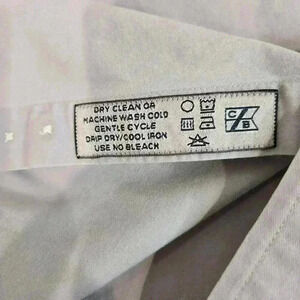 DRY CLEAN OR
MACHINE WASH COLD
GENTLE CYCLE
DRIP DRY/COOL IRON
USE NO BLEACH
C
B